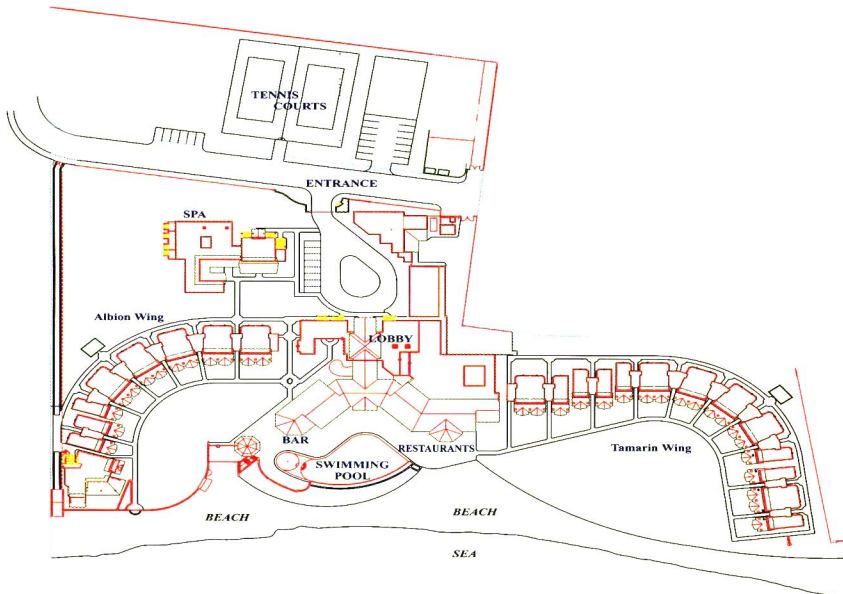 TENNIS
COURTS
ENTRANCE
SPA
Albion Wing
LOBBY
BAR
RESTAURANTS
Tamarin Wing
SWIMMING
POOL
BEACH
BEACH
SEA